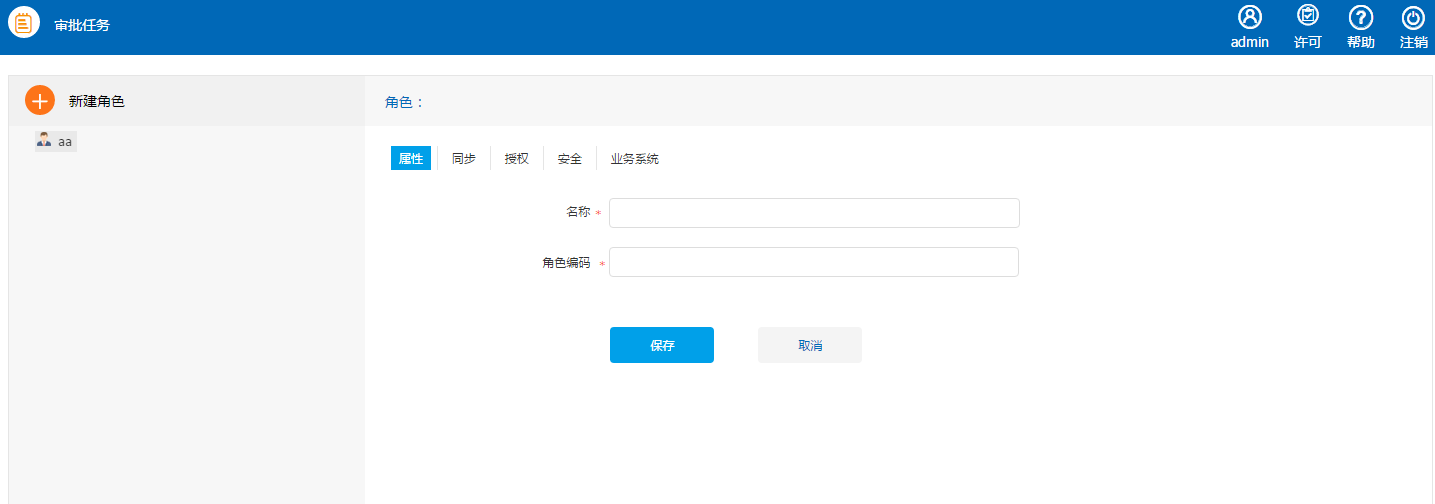 审批任务
admin 许可 帮助 注销
新建角色
角色：
aa
属性 同步 授权 安全 业务系统
名称 *
角色编码 *
保存 取消